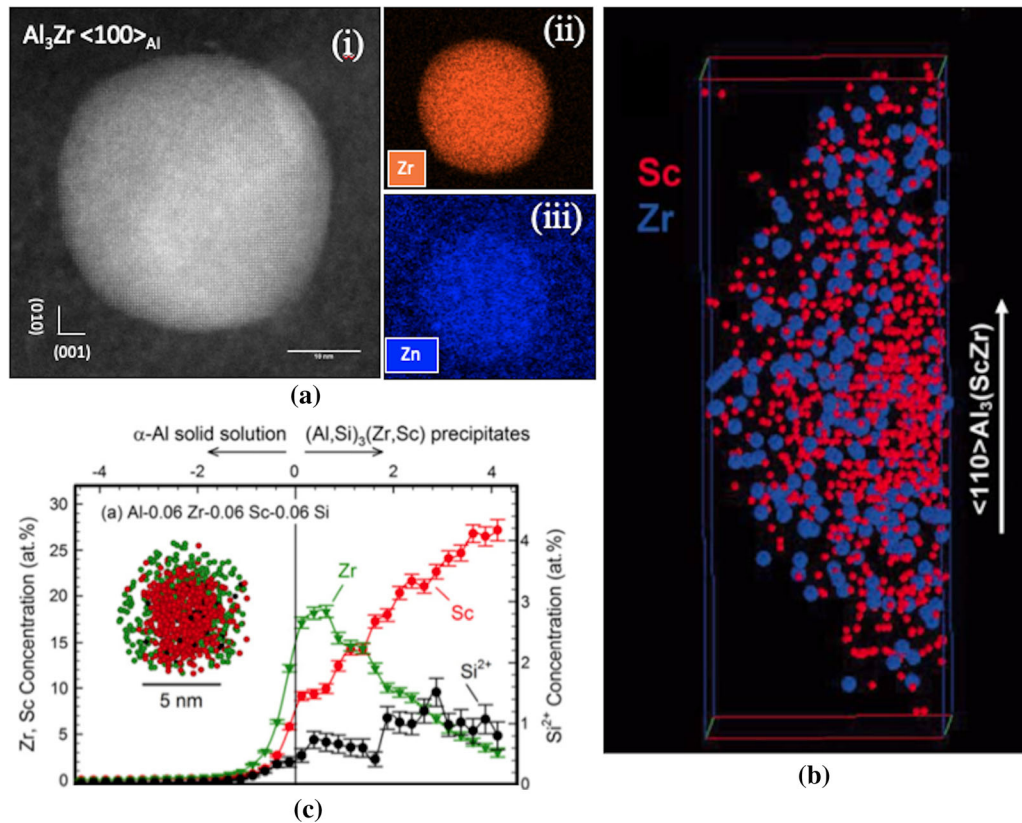 Al₃Zr <100>Al
(i)
(010)
(001)
10 nm
(ii)
Zr
(iii)
Zn
(a)
Sc
Zr
<110>Al₃(ScZr)
(b)
α-Al solid solution
(Al,Si)₃(Zr,Sc) precipitates
-4 -2 0 2 4
(a) Al-0.06 Zr-0.06 Sc-0.06 Si
Zr, Sc Concentration (at.%)
30
25
20
15
10
5
0
5 nm
Zr
Sc
Si²⁺
4
3
2
1
0
Si²⁺ Concentration (at.%)
(c)